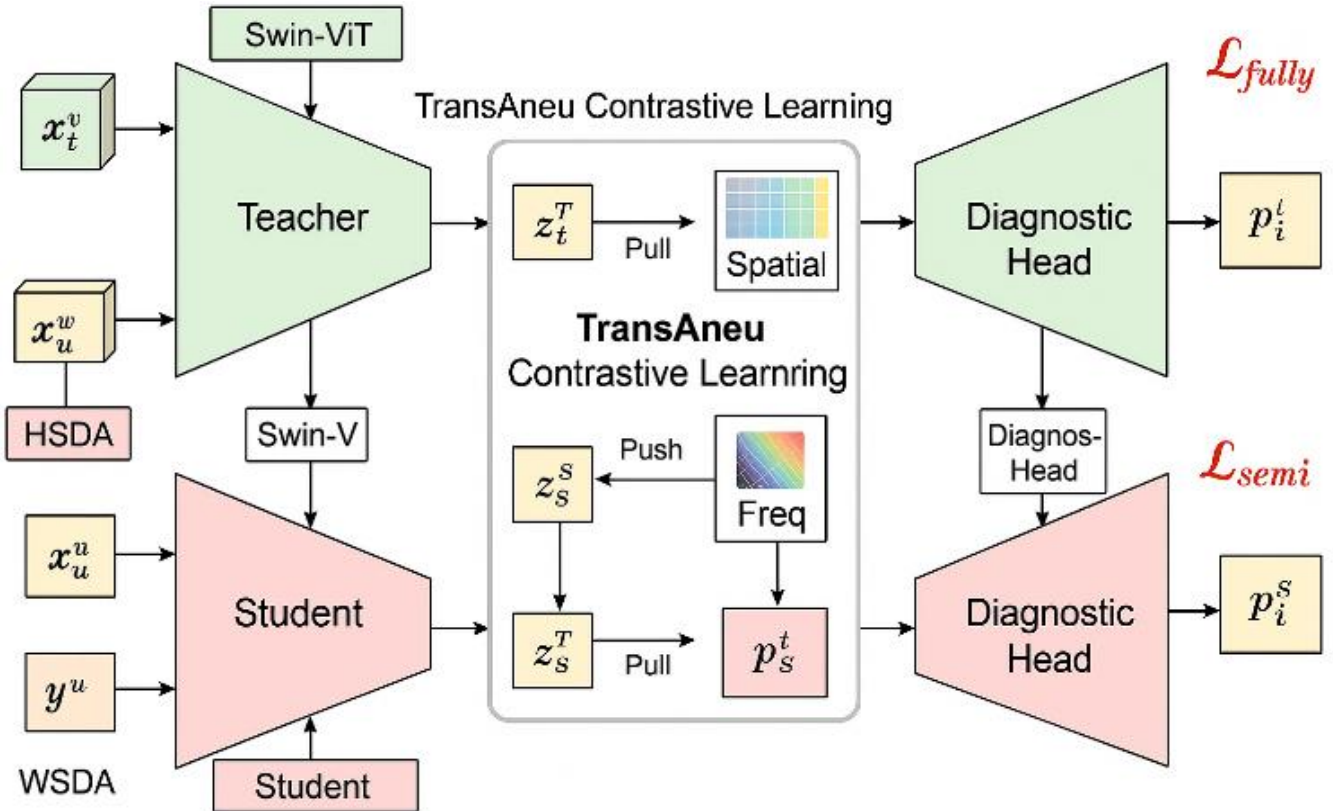 Swin-ViT
x_t^v
Teacher
x_u^w
HSDA
Swin-V
x_u^u
Student
y^u
WSDA
Student
TransAneu Contrastive Learning
z_t^T
Pull
Spatial
TransAneu
Contrastive Learnring
z_S^S
Push
Freq
z_S^T
Pull
p_S^t
ℒ_fully
Diagnostic
Head
Diagnos-
Head
ℒ_semi
Diagnostic
Head
p_i^S